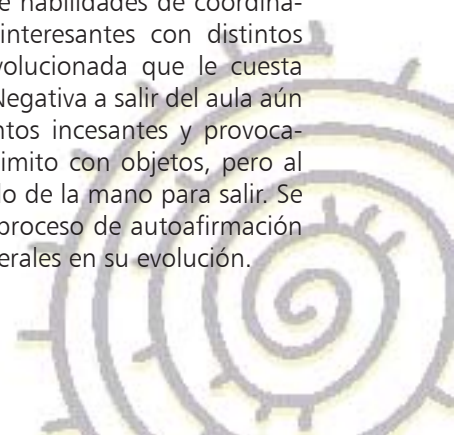 e habilidades de coordina-
interesantes con distintos
volucionada que le cuesta
Negativa a salir del aula aún
ntos incesantes y provoca-
imito con objetos, pero al
lo de la mano para salir. Se
proceso de autoafirmación
erales en su evolución.